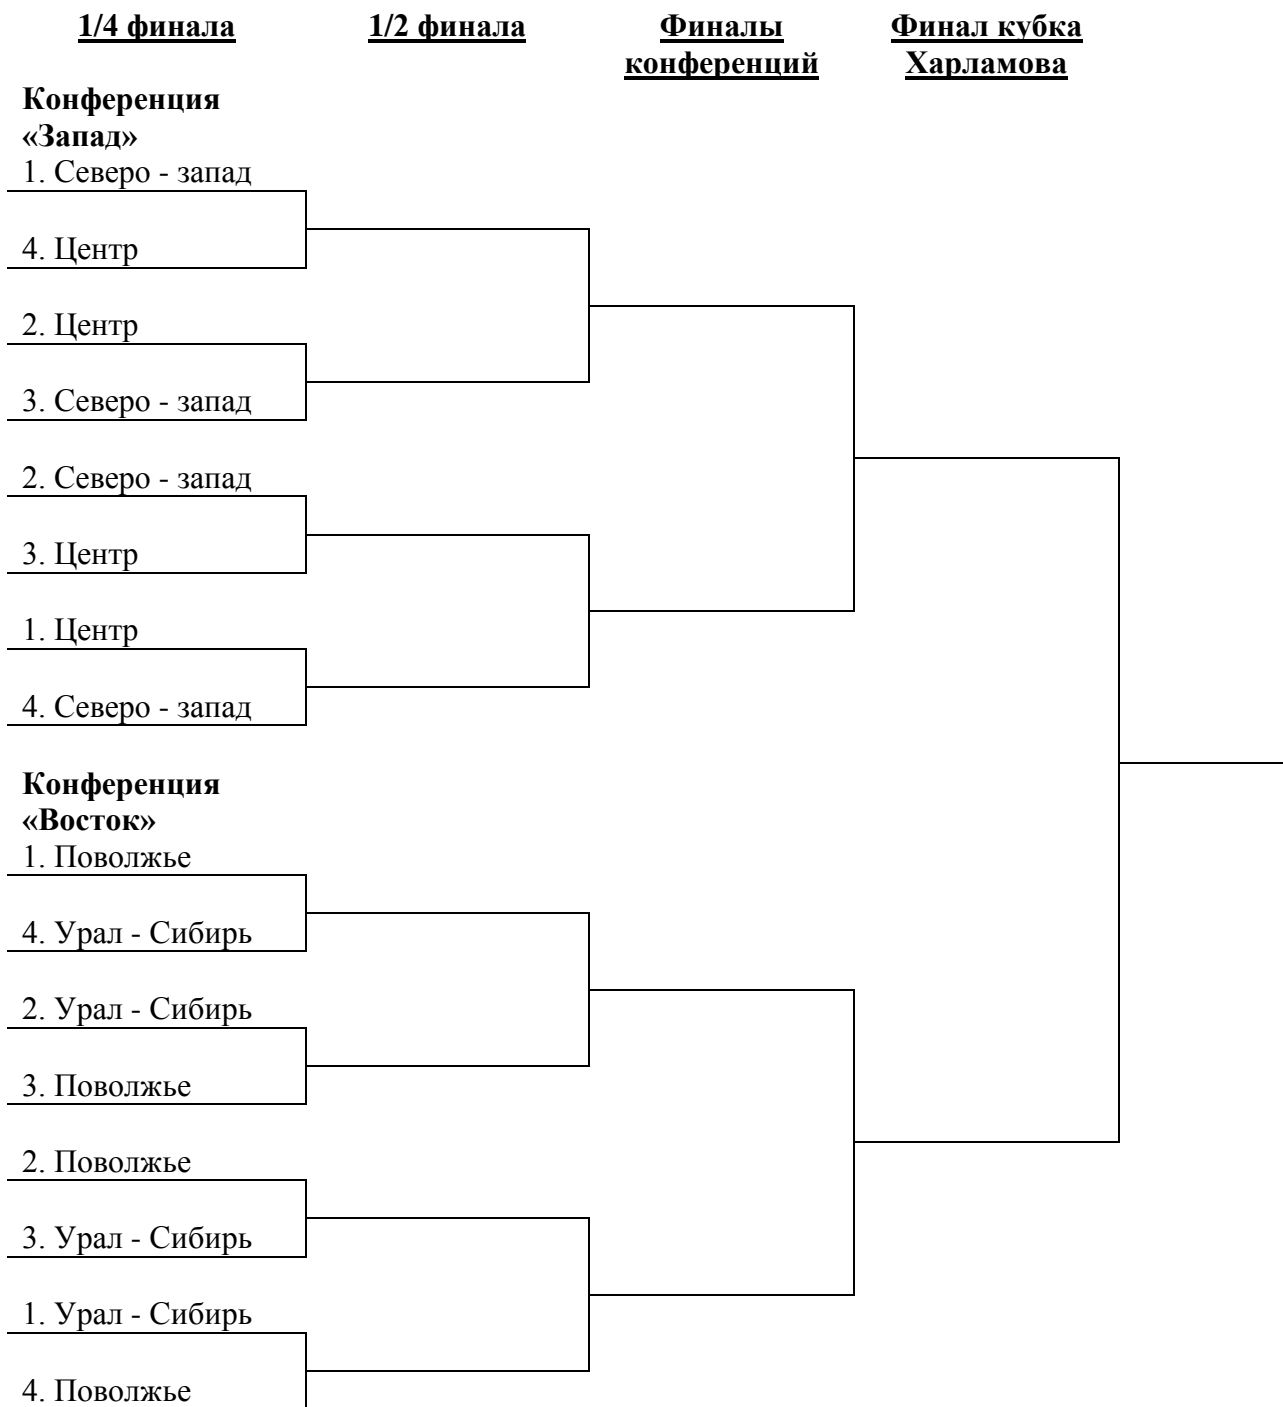 1/4 финала
1/2 финала
Финалы
конференций
Финал кубка
Харламова
Конференция
«Запад»
1. Северо - запад
4. Центр
2. Центр
3. Северо - запад
2. Северо - запад
3. Центр
1. Центр
4. Северо - запад
Конференция
«Восток»
1. Поволжье
4. Урал - Сибирь
2. Урал - Сибирь
3. Поволжье
2. Поволжье
3. Урал - Сибирь
1. Урал - Сибирь
4. Поволжье